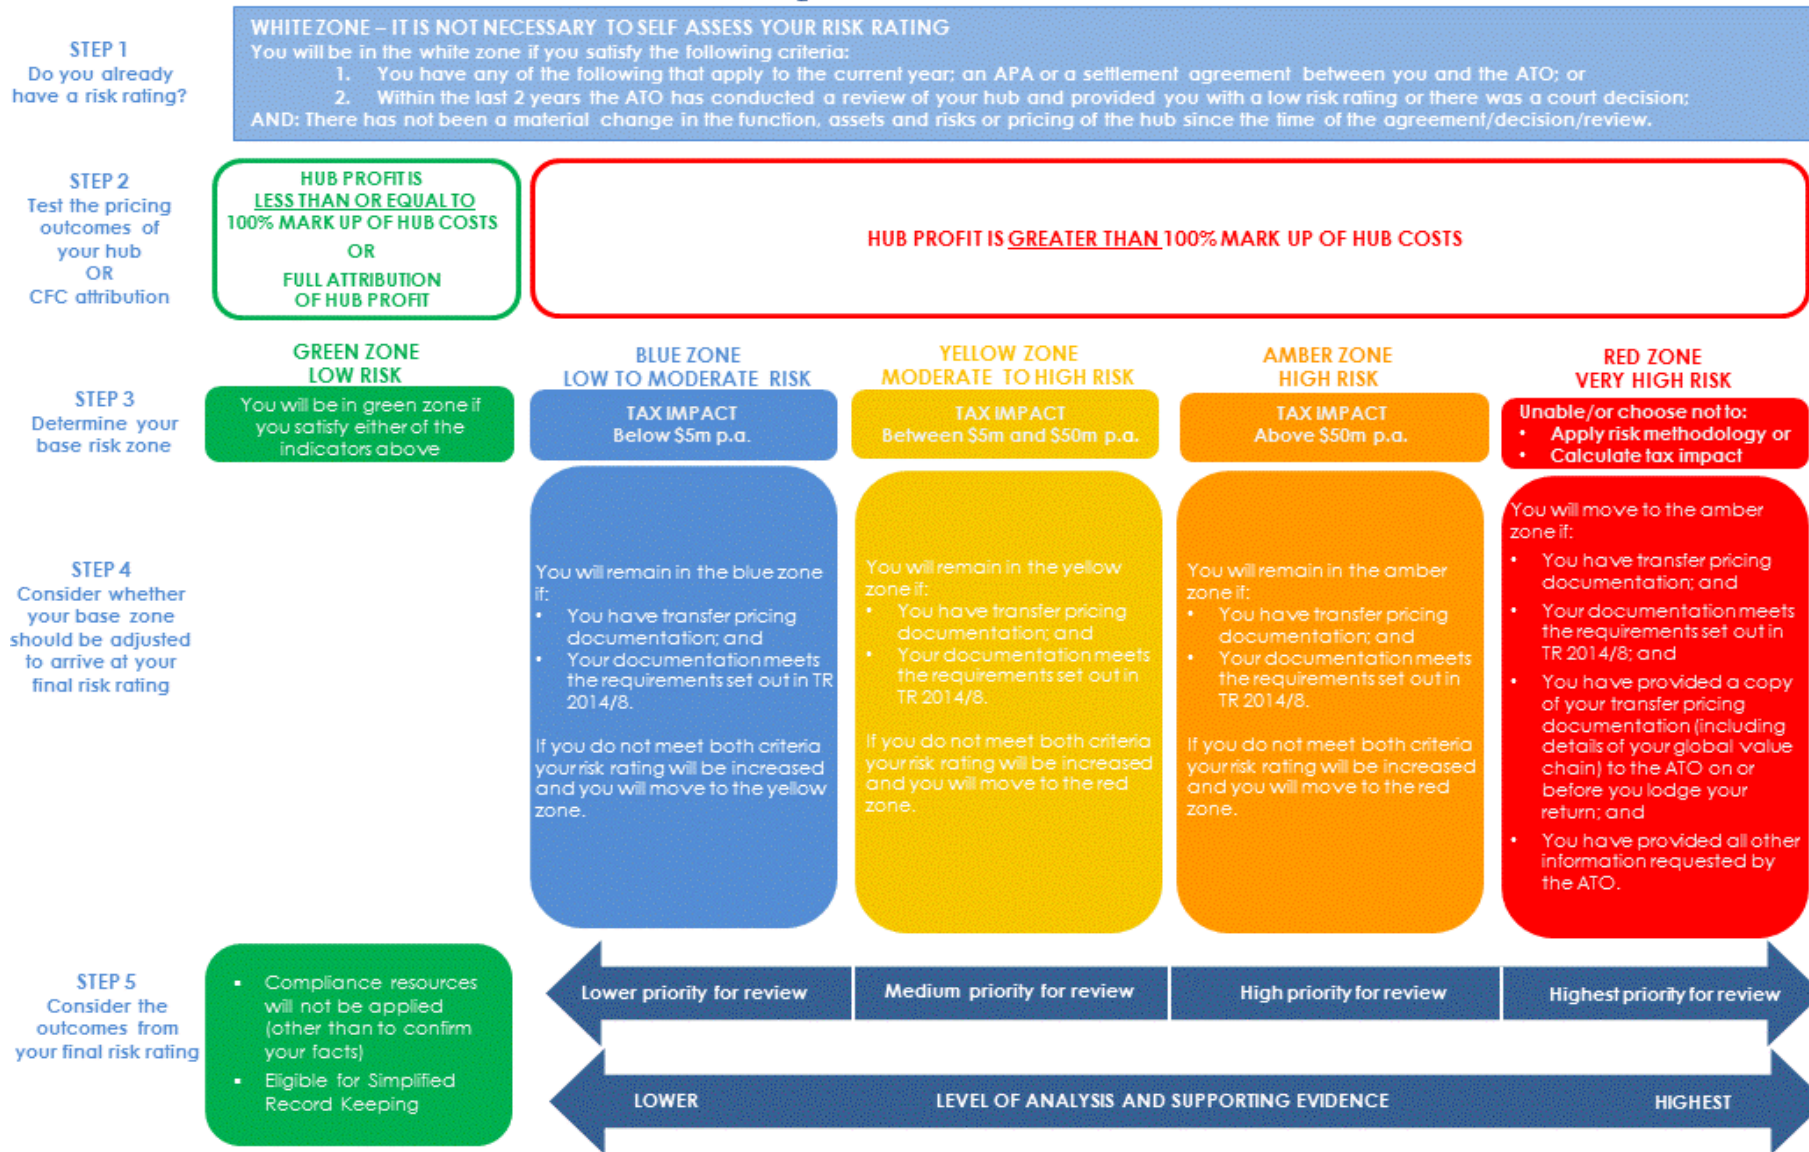 WHITE ZONE – IT IS NOT NECESSARY TO SELF ASSESS YOUR RISK RATING
You will be in the white zone if you satisfy the following criteria:
1. You have any of the following that apply to the current year; an APA or a settlement agreement between you and the ATO; or
2. Within the last 2 years the ATO has conducted a review of your hub and provided you with a low risk rating or there was a court decision;
AND: There has not been a material change in the function, assets and risks or pricing of the hub since the time of the agreement/decision/review.
STEP 1
Do you already
have a risk rating?
STEP 2
Test the pricing
outcomes of
your hub
OR
CFC attribution
HUB PROFIT IS
LESS THAN OR EQUAL TO
100% MARK UP OF HUB COSTS
OR
FULL ATTRIBUTION
OF HUB PROFIT
HUB PROFIT IS GREATER THAN 100% MARK UP OF HUB COSTS
STEP 3
Determine your
base risk zone
GREEN ZONE
LOW RISK
You will be in green zone if
you satisfy either of the
indicators above
BLUE ZONE
LOW TO MODERATE RISK
TAX IMPACT
Below $5m p.a.
YELLOW ZONE
MODERATE TO HIGH RISK
TAX IMPACT
Between $5m and $50m p.a.
AMBER ZONE
HIGH RISK
TAX IMPACT
Above $50m p.a.
RED ZONE
VERY HIGH RISK
Unable/or choose not to:
• Apply risk methodology or
• Calculate tax impact
STEP 4
Consider whether
your base zone
should be adjusted
to arrive at your
final risk rating
You will remain in the blue zone
if:
• You have transfer pricing
documentation; and
• Your documentation meets
the requirements set out in TR
2014/8.
If you do not meet both criteria
your risk rating will be increased
and you will move to the yellow
zone.
You will remain in the yellow
zone if:
• You have transfer pricing
documentation; and
• Your documentation meets
the requirements set out in
TR 2014/8.
If you do not meet both criteria
your risk rating will be increased
and you will move to the red
zone.
You will remain in the amber
zone if:
• You have transfer pricing
documentation; and
• Your documentation meets
the requirements set out in
TR 2014/8.
If you do not meet both criteria
your risk rating will be increased
and you will move to the red
zone.
You will move to the amber
zone if:
• You have transfer pricing
documentation; and
• Your documentation meets
the requirements set out in
TR 2014/8; and
• You have provided a copy
of your transfer pricing
documentation (including
details of your global value
chain) to the ATO on or
before you lodge your
return; and
• You have provided all other
information requested by
the ATO.
STEP 5
Consider the
outcomes from
your final risk rating
▪ Compliance resources
will not be applied
(other than to confirm
your facts)
▪ Eligible for Simplified
Record Keeping
Lower priority for review
Medium priority for review
High priority for review
Highest priority for review
LOWER
LEVEL OF ANALYSIS AND SUPPORTING EVIDENCE
HIGHEST